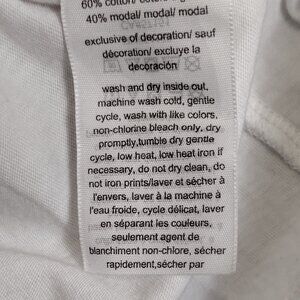 60% cotton/
40% modal/ modal/ modal
exclusive of decoration/ sauf
décoration/ excluye la
decoración
wash and dry inside out,
machine wash cold, gentle
cycle, wash with like colors,
non-chlorine bleach only, dry
promptly,tumble dry gentle
cycle, low heat, low heat iron if
necessary, do not dry clean, do
not iron prints/laver et sécher à
l'envers, laver à la machine à
l'eau froide, cycle délicat, laver
en séparant les couleurs,
seulement agent de
blanchiment non-chlore, sécher
rapidement,sécher par